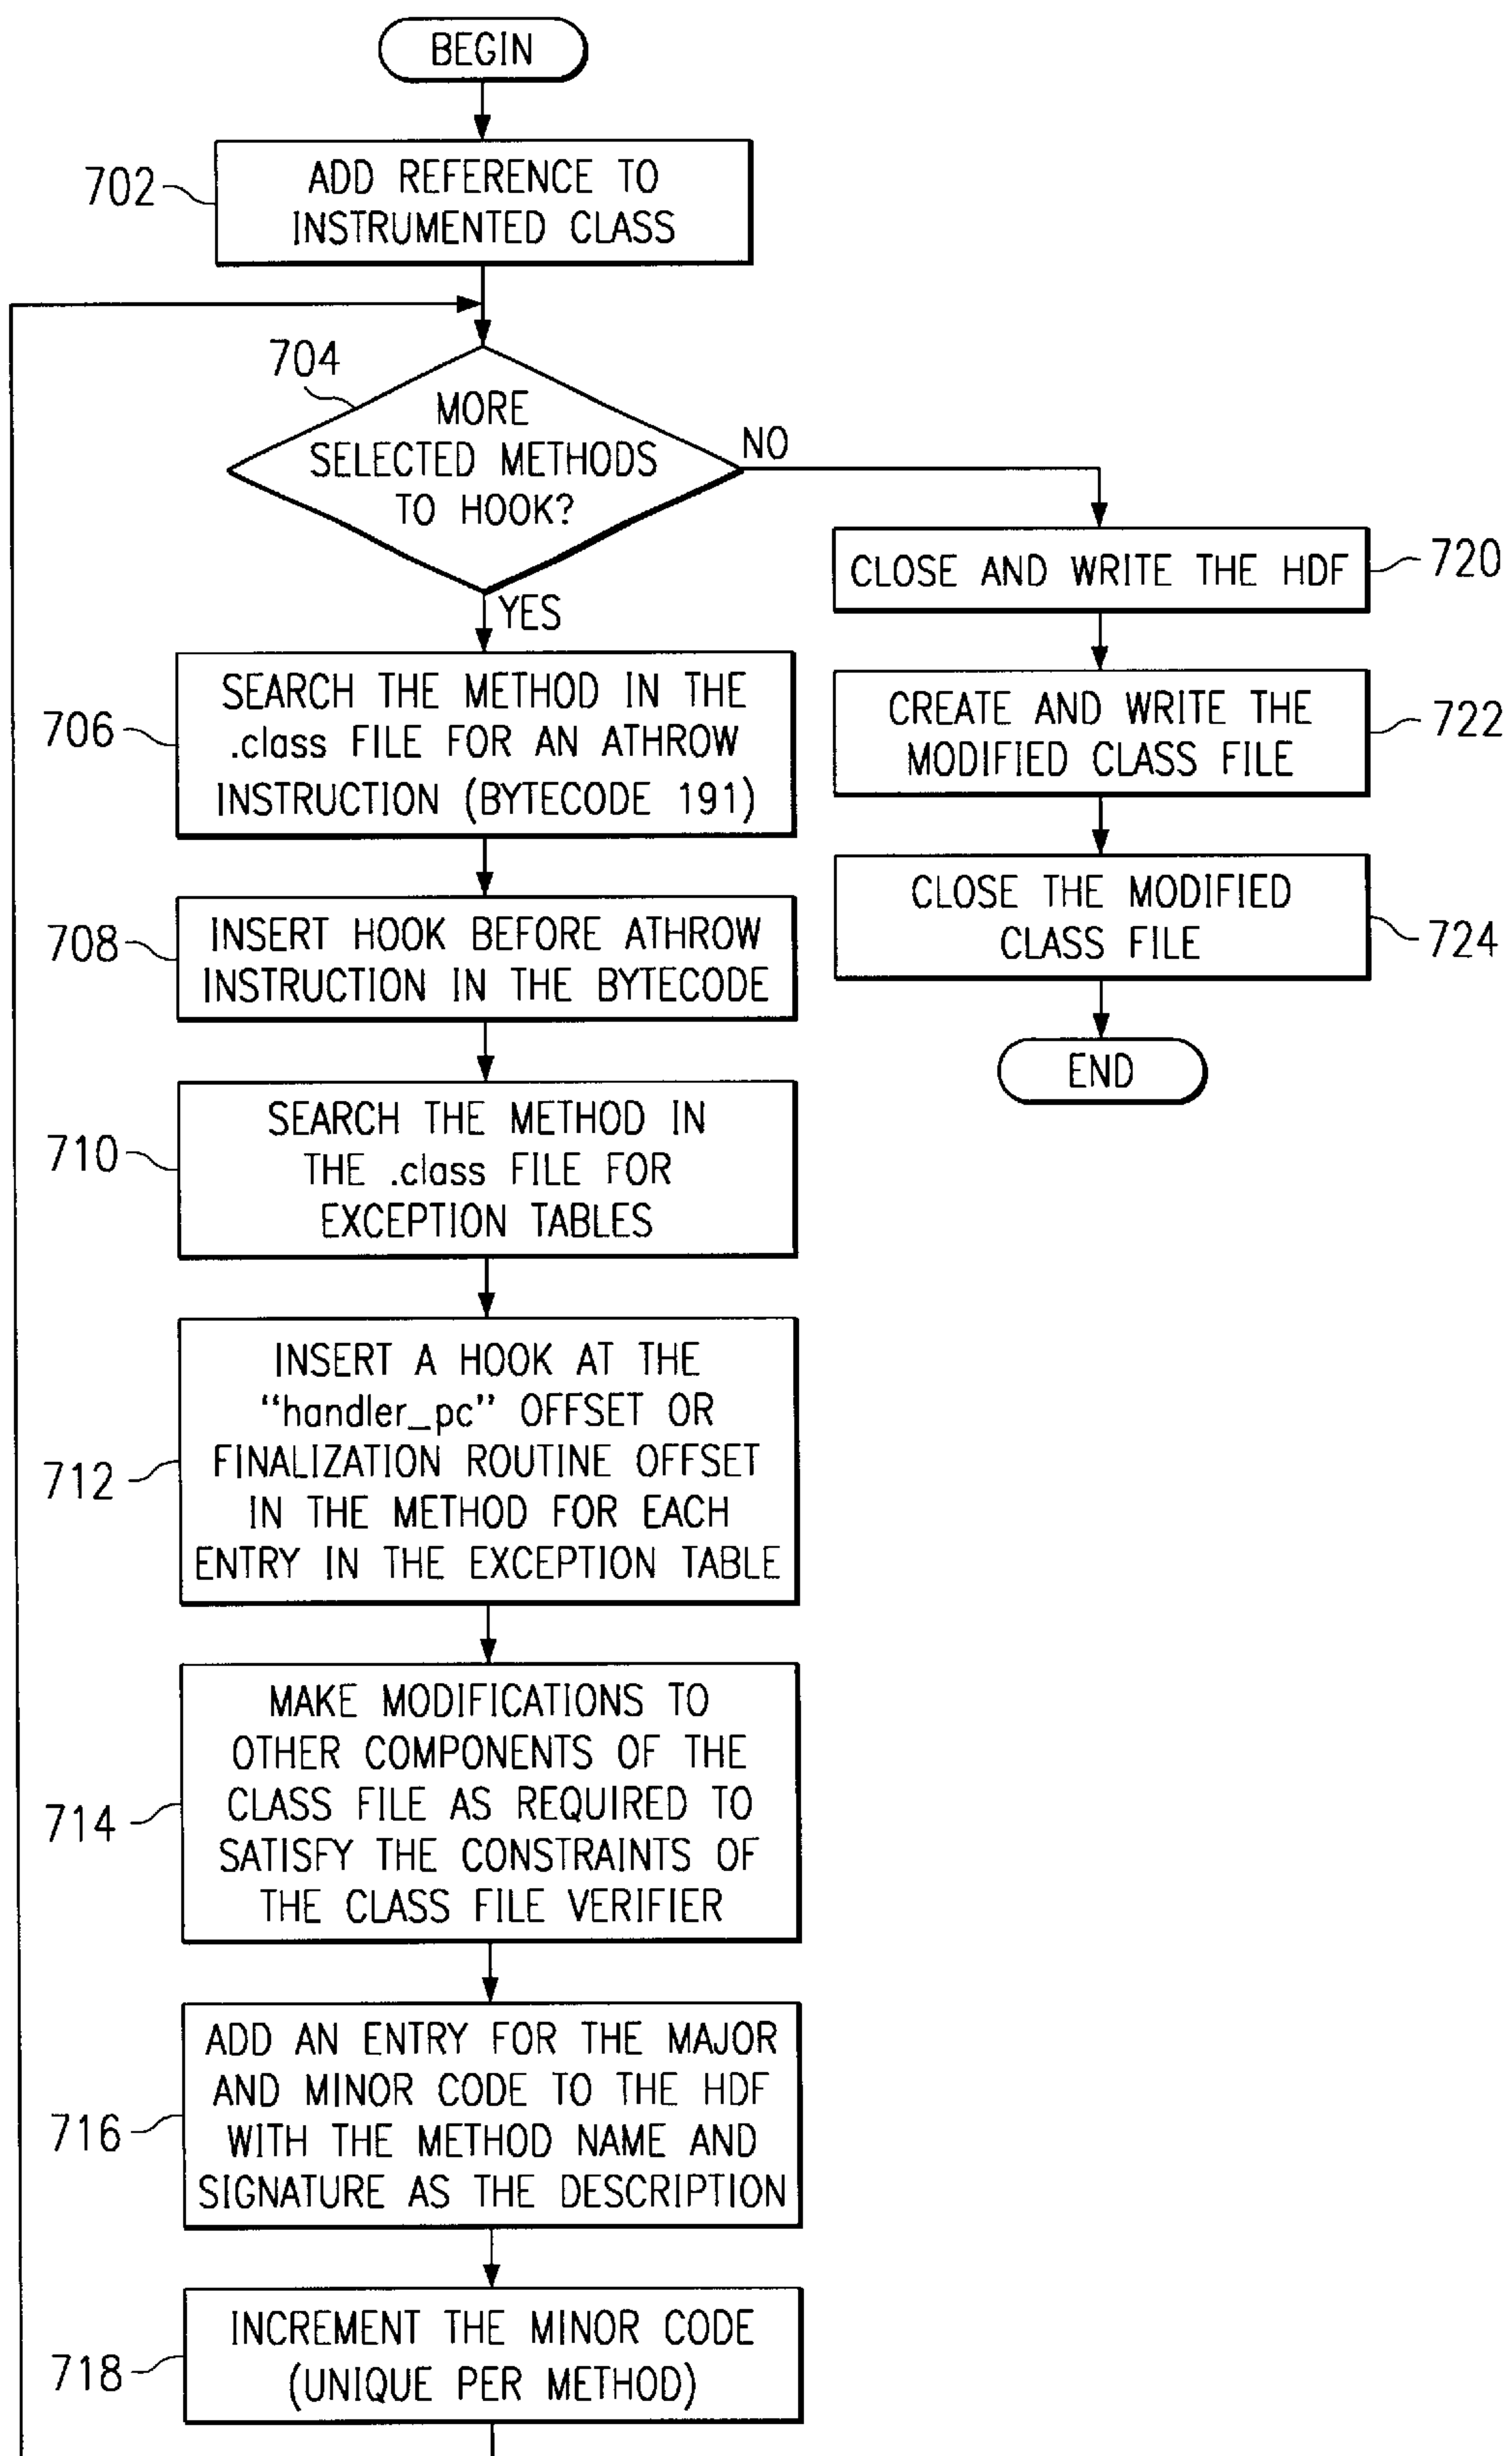 BEGIN
702
ADD REFERENCE TO
INSTRUMENTED CLASS
704
MORE
SELECTED METHODS
TO HOOK?
NO
YES
706
SEARCH THE METHOD IN THE
.class FILE FOR AN ATHROW
INSTRUCTION (BYTECODE 191)
708
INSERT HOOK BEFORE ATHROW
INSTRUCTION IN THE BYTECODE
710
SEARCH THE METHOD IN
THE .class FILE FOR
EXCEPTION TABLES
712
INSERT A HOOK AT THE
“handler_pc” OFFSET OR
FINALIZATION ROUTINE OFFSET
IN THE METHOD FOR EACH
ENTRY IN THE EXCEPTION TABLE
714
MAKE MODIFICATIONS TO
OTHER COMPONENTS OF THE
CLASS FILE AS REQUIRED TO
SATISFY THE CONSTRAINTS OF
THE CLASS FILE VERIFIER
716
ADD AN ENTRY FOR THE MAJOR
AND MINOR CODE TO THE HDF
WITH THE METHOD NAME AND
SIGNATURE AS THE DESCRIPTION
718
INCREMENT THE MINOR CODE
(UNIQUE PER METHOD)
CLOSE AND WRITE THE HDF
720
CREATE AND WRITE THE
MODIFIED CLASS FILE
722
CLOSE THE MODIFIED
CLASS FILE
724
END